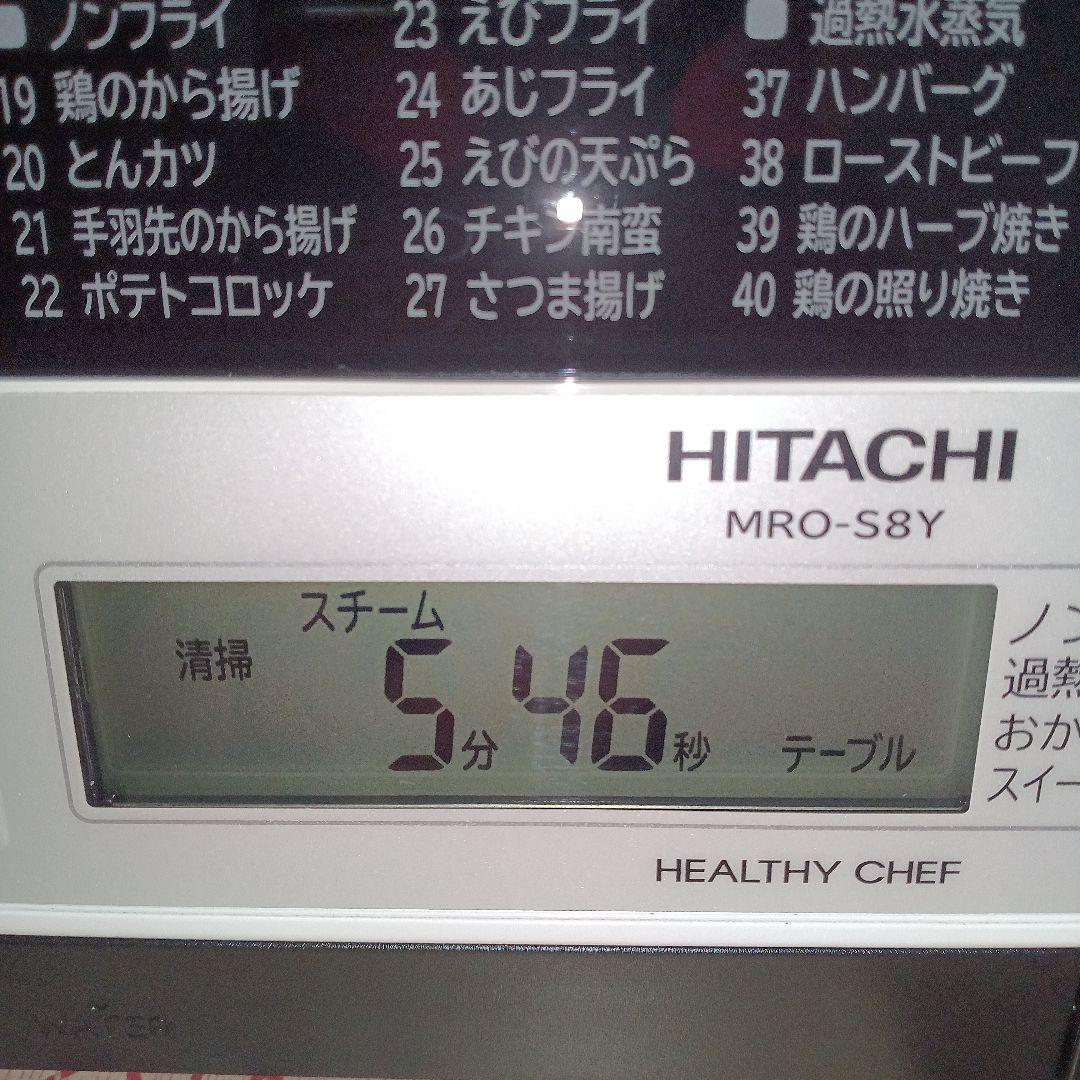 ノンフライ
19 鶏のから揚げ
20 とんカツ
21 手羽先のから揚げ
22 ポテトコロッケ
23 えびフライ
24 あじフライ
25 えびの天ぷら
26 チキン南蛮
27 さつま揚げ
過熱水蒸気
37 ハンバーグ
38 ローストビーフ
39 鶏のハーブ焼き
40 鶏の照り焼き
HITACHI
MRO-S8Y
スチーム
清掃
5分46秒
テーブル
ノン
過熱
おか
スイー
HEALTHY CHEF